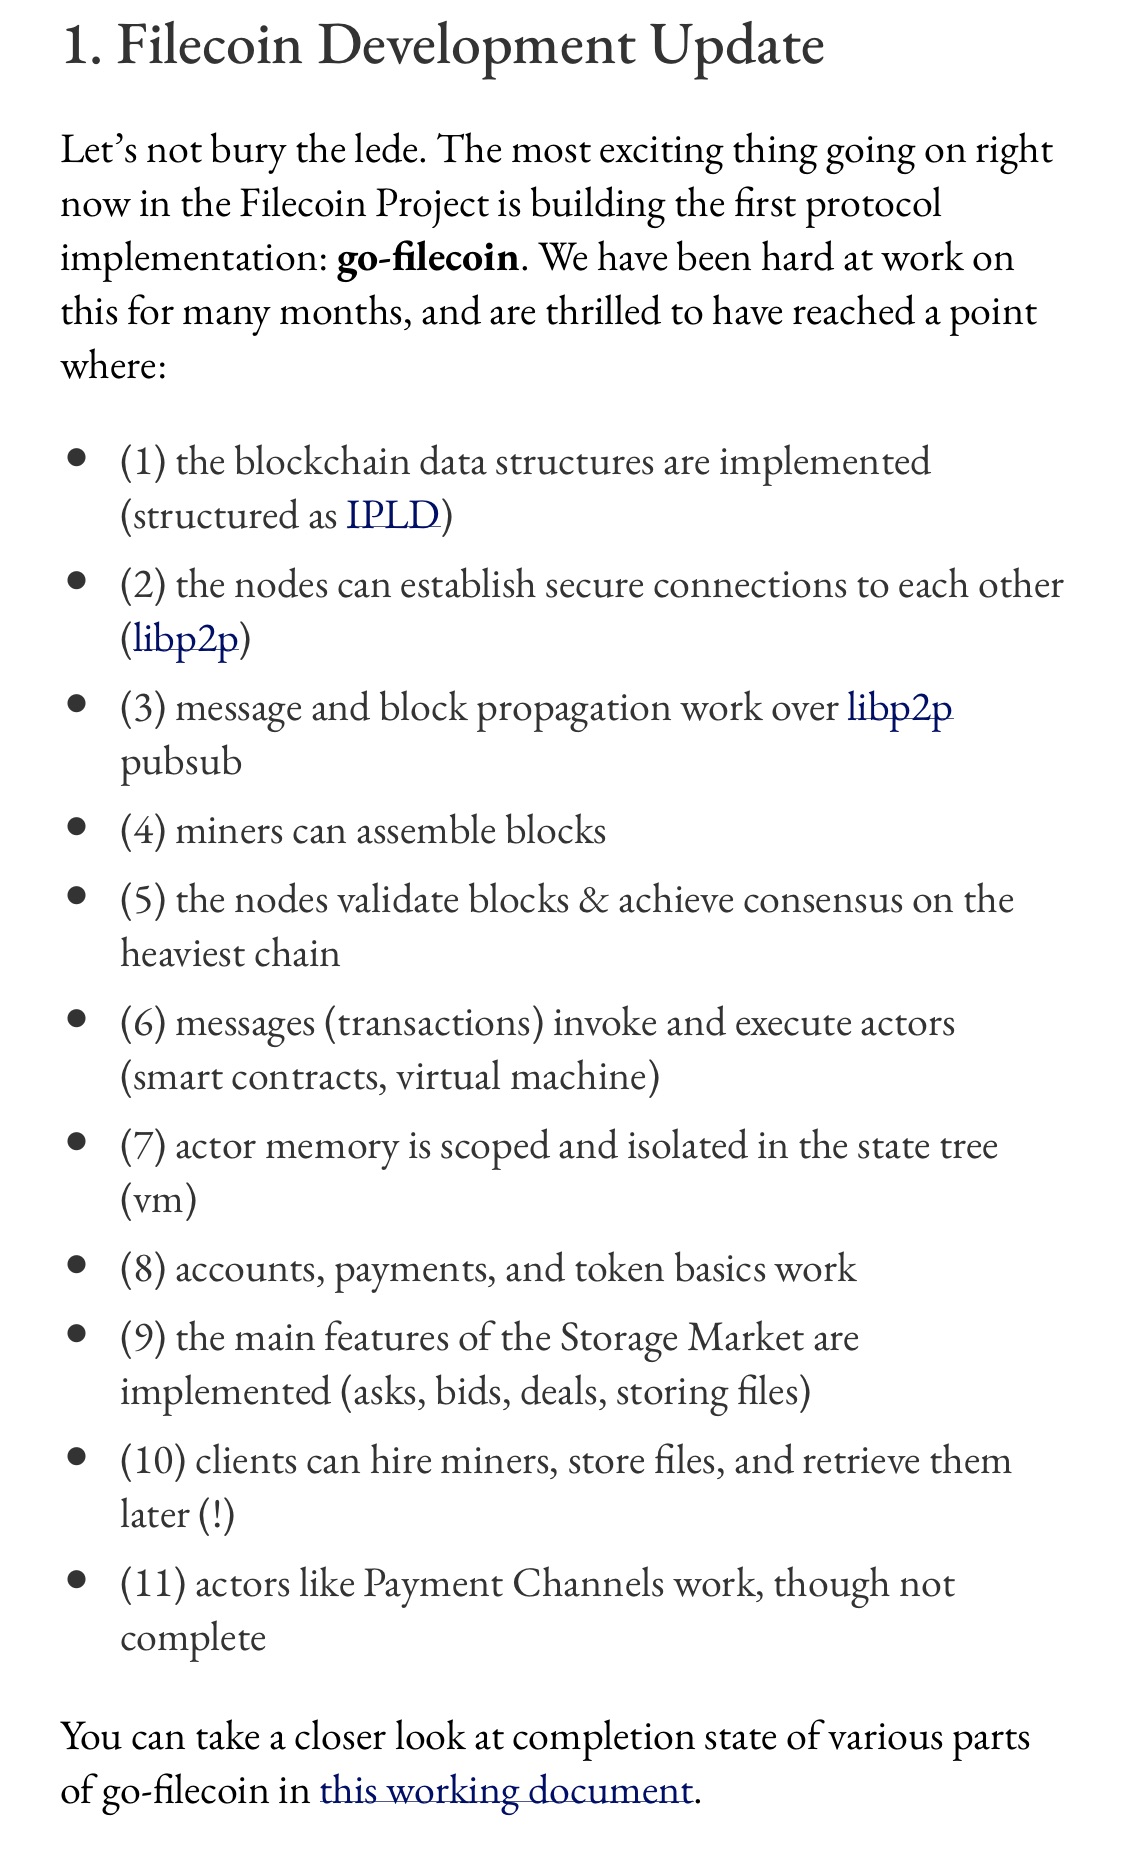 1. Filecoin Development Update
Let’s not bury the lede. The most exciting thing going on right
now in the Filecoin Project is building the first protocol
implementation: go-filecoin. We have been hard at work on
this for many months, and are thrilled to have reached a point
where:
• (1) the blockchain data structures are implemented
(structured as IPLD)
• (2) the nodes can establish secure connections to each other
(libp2p)
• (3) message and block propagation work over libp2p
pubsub
• (4) miners can assemble blocks
• (5) the nodes validate blocks & achieve consensus on the
heaviest chain
• (6) messages (transactions) invoke and execute actors
(smart contracts, virtual machine)
• (7) actor memory is scoped and isolated in the state tree
(vm)
• (8) accounts, payments, and token basics work
• (9) the main features of the Storage Market are
implemented (asks, bids, deals, storing files)
• (10) clients can hire miners, store files, and retrieve them
later (!)
• (11) actors like Payment Channels work, though not
complete
You can take a closer look at completion state of various parts
of go-filecoin in this working document.